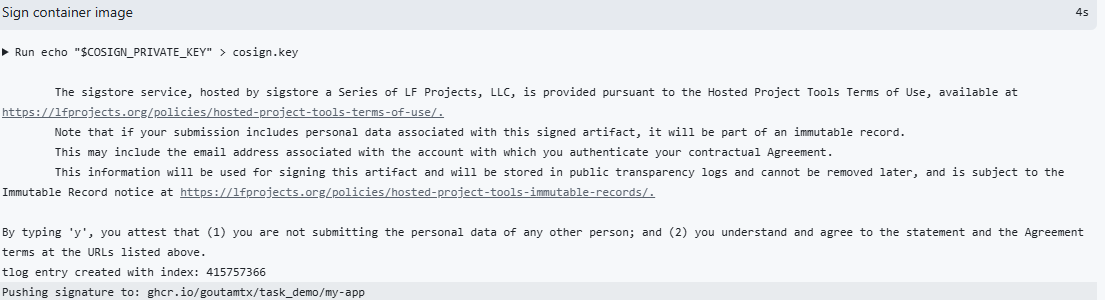 Sign container image
4s
Run echo "$COSIGN_PRIVATE_KEY" > cosign.key
The sigstore service, hosted by sigstore a Series of LF Projects, LLC, is provided pursuant to the Hosted Project Tools Terms of Use, available at
https://lfprojects.org/policies/hosted-project-tools-terms-of-use/.
Note that if your submission includes personal data associated with this signed artifact, it will be part of an immutable record.
This may include the email address associated with the account with which you authenticate your contractual Agreement.
This information will be used for signing this artifact and will be stored in public transparency logs and cannot be removed later, and is subject to the
Immutable Record notice at https://lfprojects.org/policies/hosted-project-tools-immutable-records/.
By typing 'y', you attest that (1) you are not submitting the personal data of any other person; and (2) you understand and agree to the statement and the Agreement
terms at the URLs listed above.
tlog entry created with index: 415757366
Pushing signature to: ghcr.io/goutamtx/task_demo/my-app